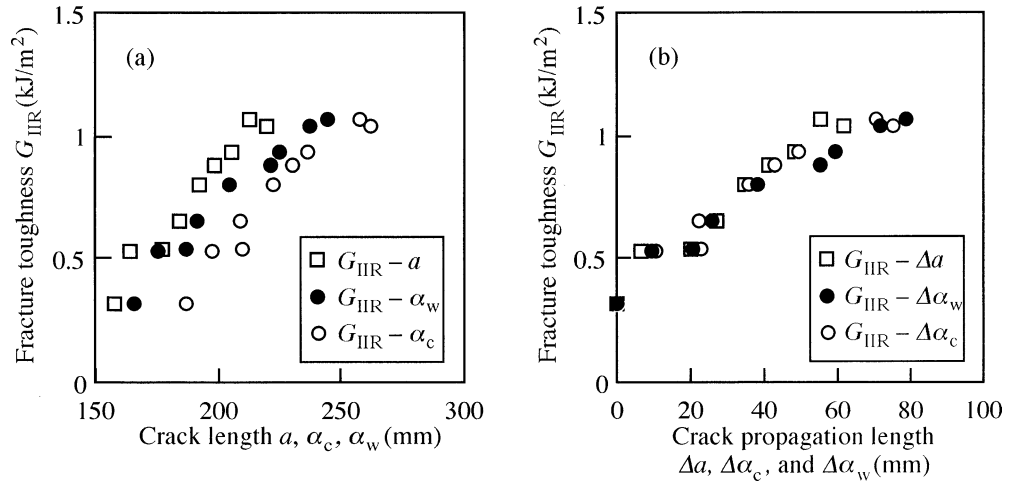 (a)
Fracture toughness G_IIR (kJ/m²)
1.5
1
0.5
0
150 200 250 300
Crack length a, α_c, α_w (mm)
G_IIR – a
G_IIR – α_w
G_IIR – α_c
(b)
Fracture toughness G_IIR (kJ/m²)
1.5
1
0.5
0
0 20 40 60 80 100
Crack propagation length
Δa, Δα_c, and Δα_w (mm)
G_IIR – Δa
G_IIR – Δα_w
G_IIR – Δα_c